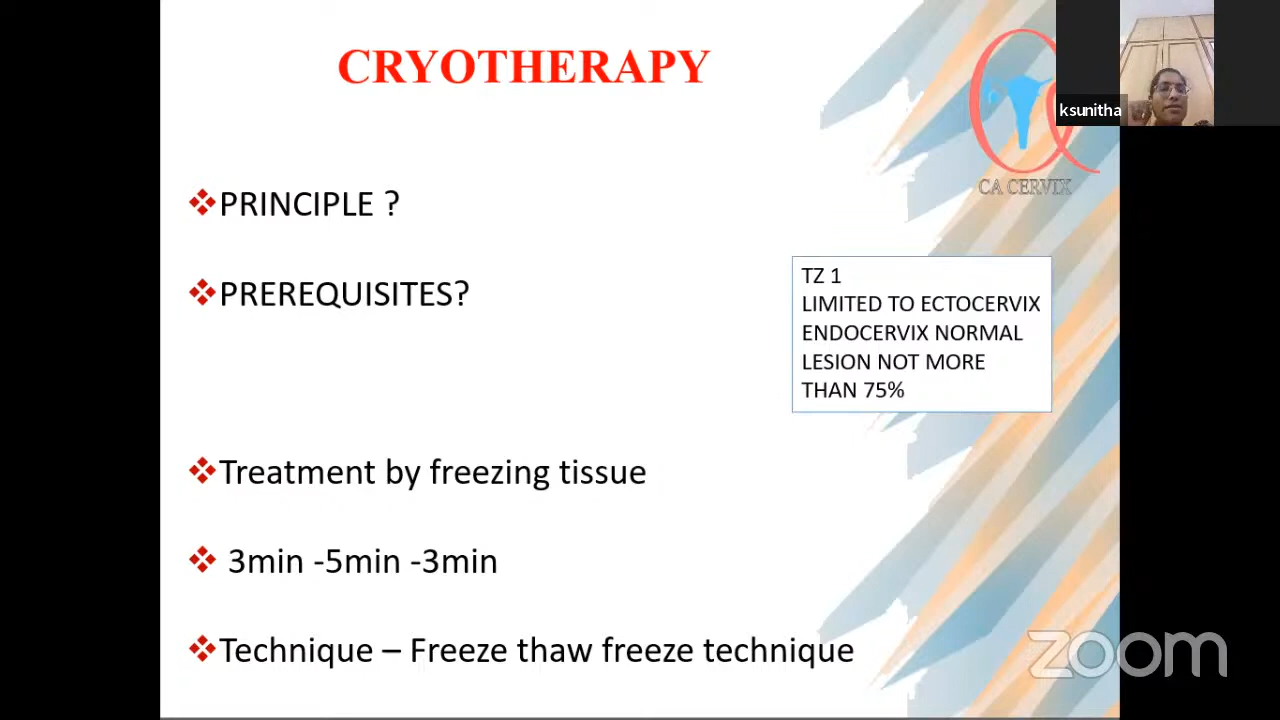 CRYOTHERAPY
ksunitha
CA CERVIX
PRINCIPLE ?
PREREQUISITES?
TZ 1
LIMITED TO ECTOCERVIX
ENDOCERVIX NORMAL
LESION NOT MORE
THAN 75%
Treatment by freezing tissue
3min -5min -3min
Technique – Freeze thaw freeze technique
zoom